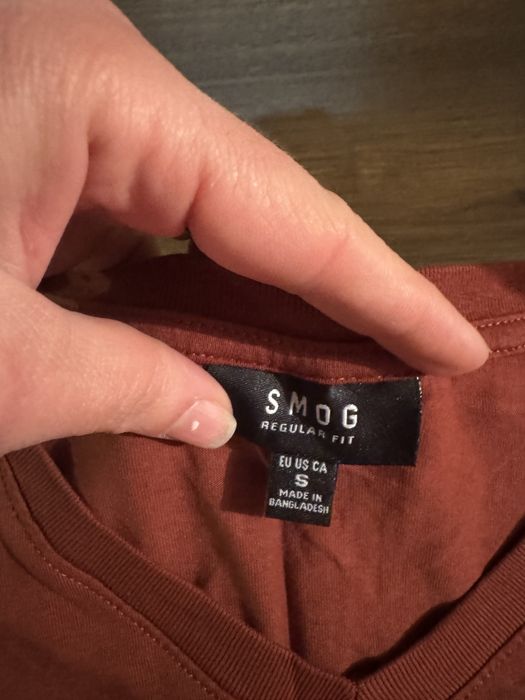 SMOG
REGULAR FIT
EU US CA
S
MADE IN
BANGLADESH